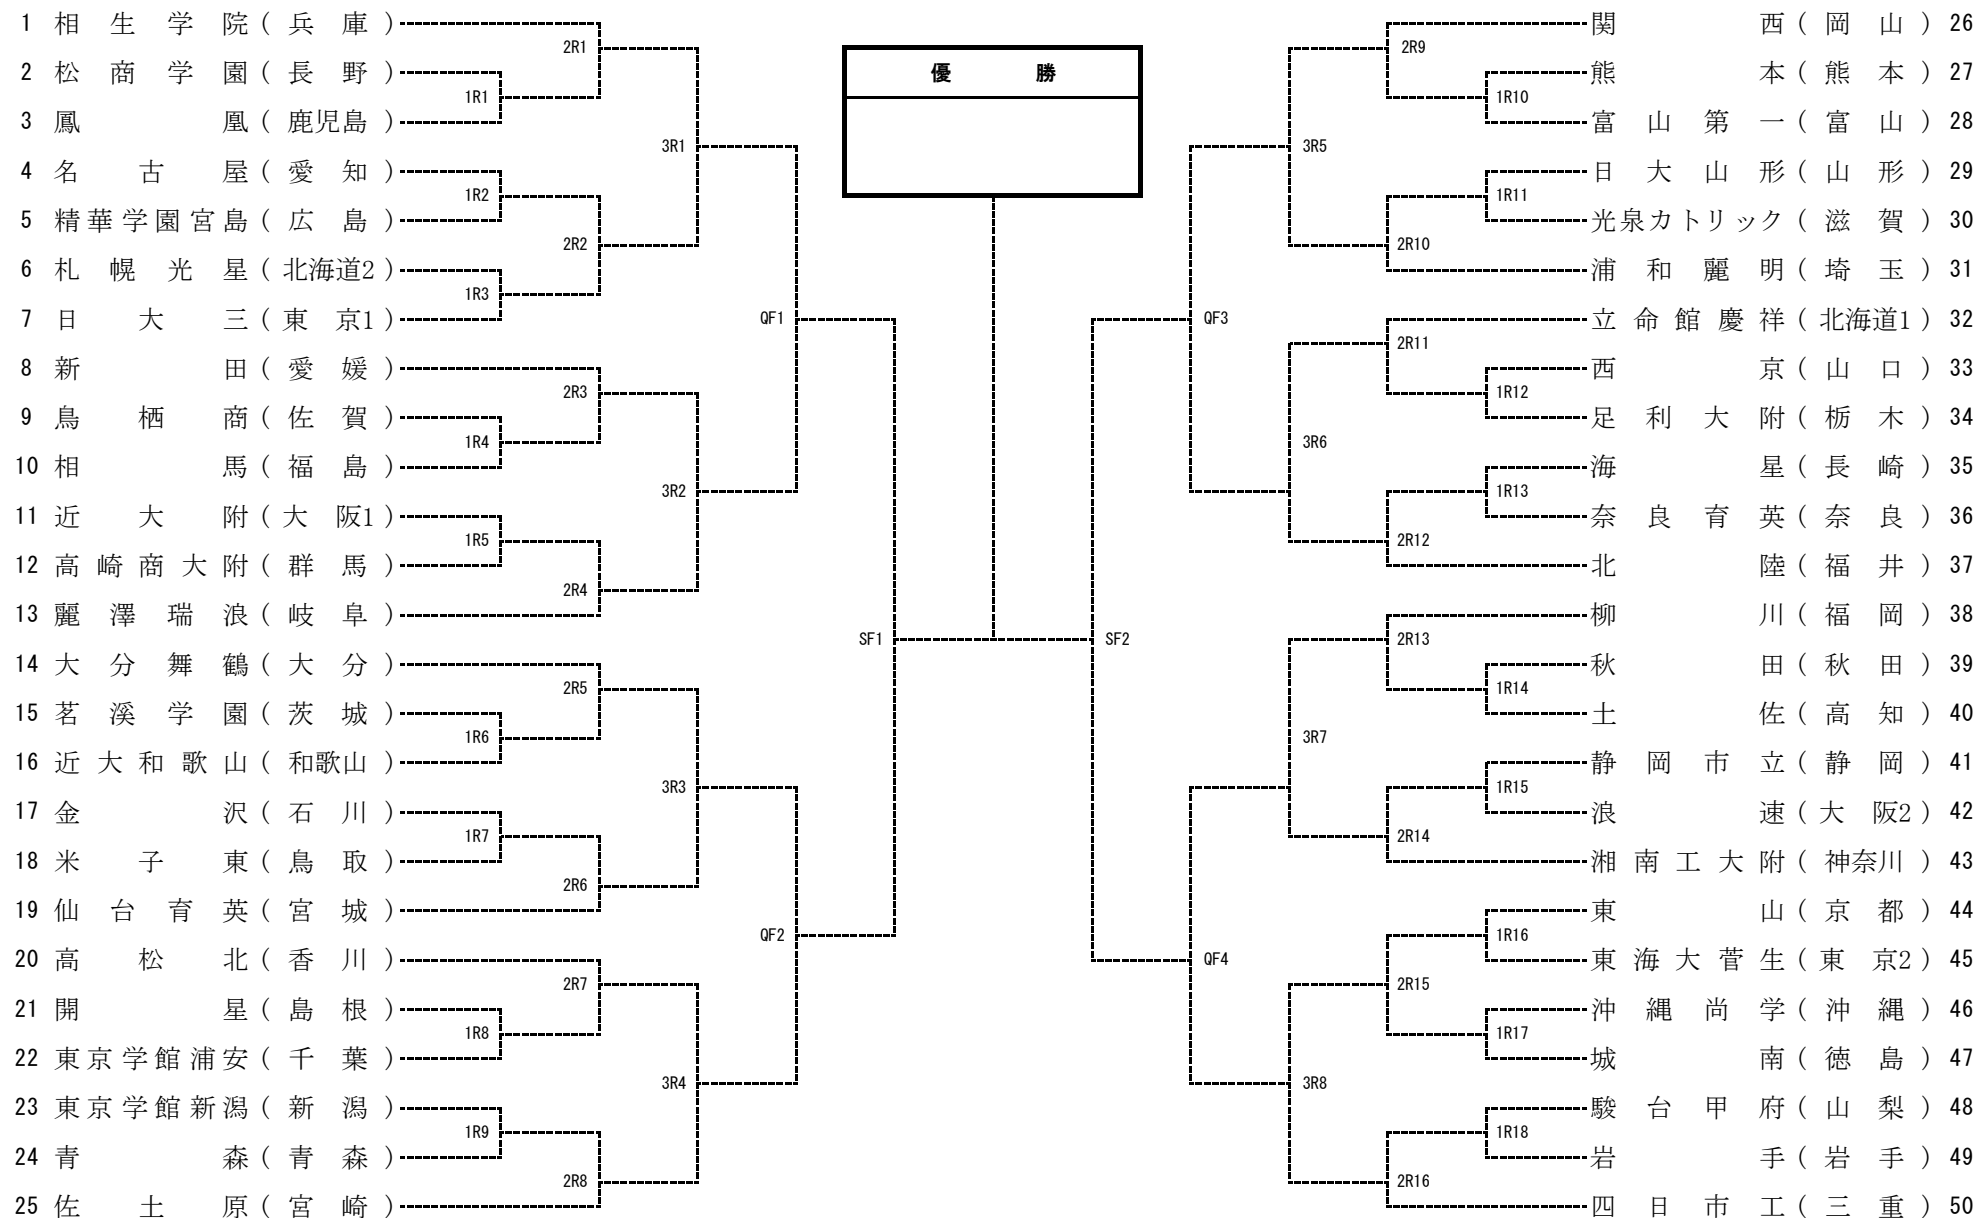 優勝
1 相生学院(兵庫)
2 松商学園(長野)
3 鳳凰(鹿児島)
4 名古屋(愛知)
5 精華学園宮島(広島)
6 札幌光星(北海道2)
7 日大三(東京1)
8 新田(愛媛)
9 鳥栖商(佐賀)
10 相馬(福島)
11 近大附(大阪1)
12 高崎商大附(群馬)
13 麗澤瑞浪(岐阜)
14 大分舞鶴(大分)
15 茗溪学園(茨城)
16 近大和歌山(和歌山)
17 金沢(石川)
18 米子東(鳥取)
19 仙台育英(宮城)
20 高松北(香川)
21 開星(島根)
22 東京学館浦安(千葉)
23 東京学館新潟(新潟)
24 青森(青森)
25 佐土原(宮崎)
1R1
1R2
1R3
1R4
1R5
1R6
1R7
1R8
1R9
2R1
2R2
2R3
2R4
2R5
2R6
2R7
2R8
3R1
3R2
3R3
3R4
QF1
QF2
SF1
SF2
QF3
QF4
3R5
3R6
3R7
3R8
2R9
2R10
2R11
2R12
2R13
2R14
2R15
2R16
1R10
1R11
1R12
1R13
1R14
1R15
1R16
1R17
1R18
関西(岡山) 26
熊本(熊本) 27
富山第一(富山) 28
日大山形(山形) 29
光泉カトリック(滋賀) 30
浦和麗明(埼玉) 31
立命館慶祥(北海道1) 32
西京(山口) 33
足利大附(栃木) 34
海星(長崎) 35
奈良育英(奈良) 36
北陸(福井) 37
柳川(福岡) 38
秋田(秋田) 39
土佐(高知) 40
静岡市立(静岡) 41
浪速(大阪2) 42
湘南工大附(神奈川) 43
東山(京都) 44
東海大菅生(東京2) 45
沖縄尚学(沖縄) 46
城南(徳島) 47
駿台甲府(山梨) 48
岩手(岩手) 49
四日市工(三重) 50